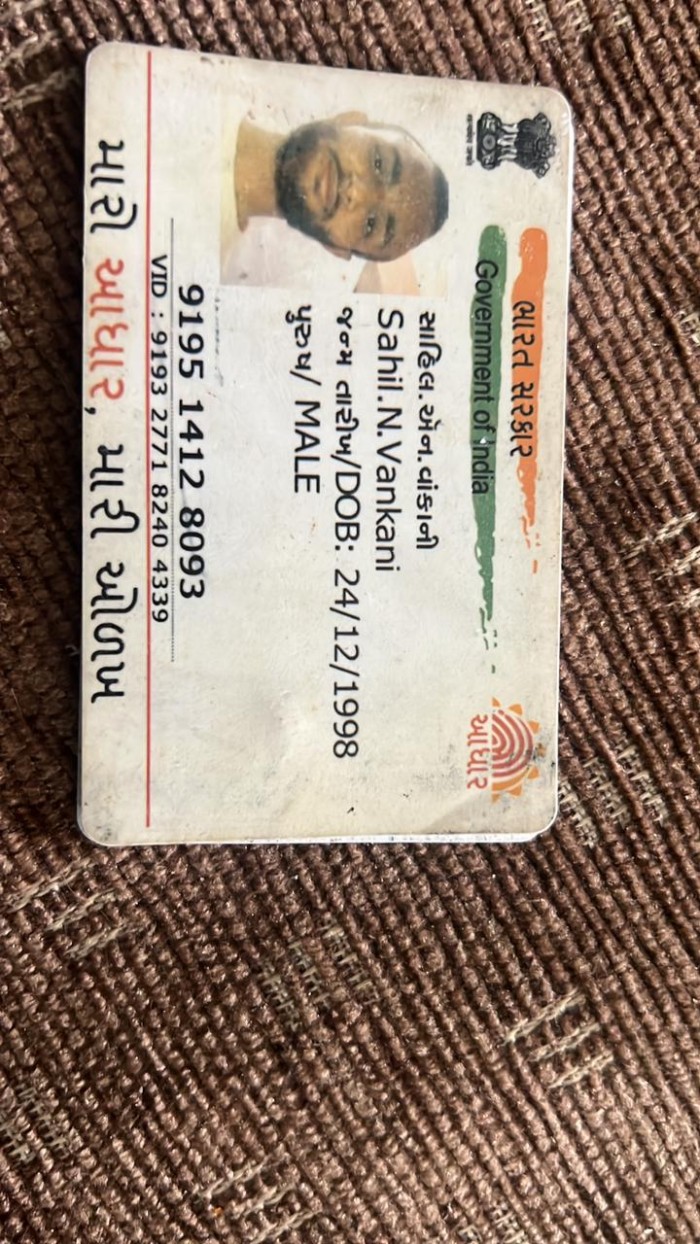 ભારત સરકાર
Government of India
આધાર
સાહિલ.એન.વાંકાની
Sahil.N.Vankani
જન્મ તારીખ/DOB: 24/12/1998
પુરુષ/ MALE
9195 1412 8093
VID : 9193 2771 8240 4339
મારો આધાર, મારી ઓળખ